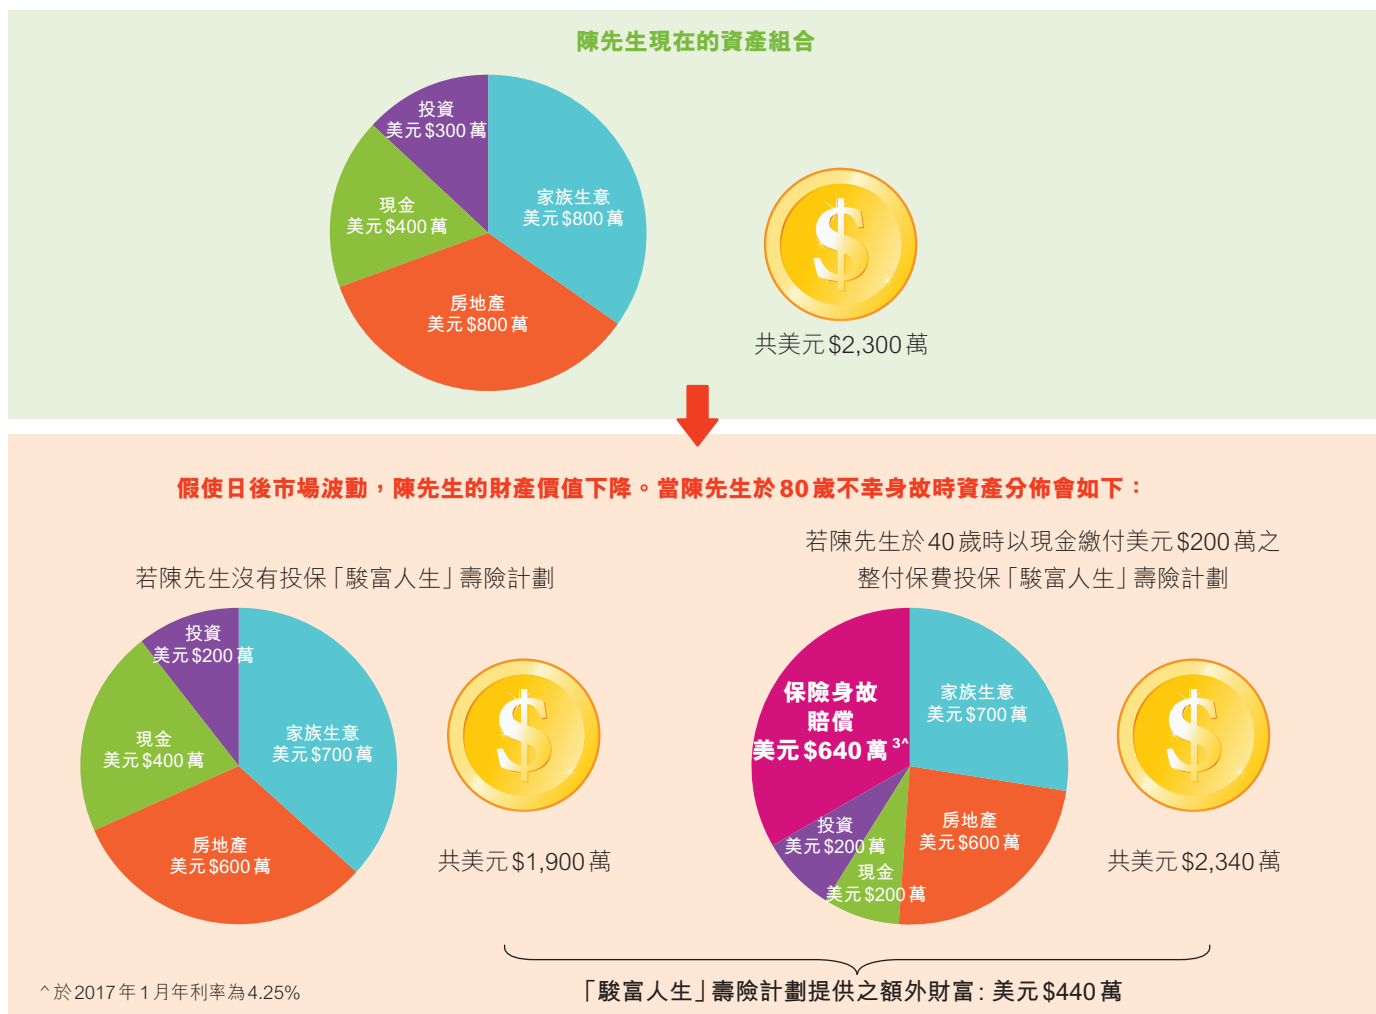 陳先生現在的資產組合
投資
美元$300萬
家族生意
美元$800萬
現金
美元$400萬
房地產
美元$800萬
共美元$2,300萬
假使日後市場波動，陳先生的財產價值下降。當陳先生於80歲不幸身故時資產分佈會如下：
若陳先生沒有投保「駿富人生」壽險計劃
投資
美元$200萬
家族生意
美元$700萬
現金
美元$400萬
房地產
美元$600萬
共美元$1,900萬
若陳先生於40歲時以現金繳付美元$200萬之
整付保費投保「駿富人生」壽險計劃
保險身故
賠償
美元$640萬 3^
家族生意
美元$700萬
投資
美元$200萬
房地產
美元$600萬
現金
美元$200萬
共美元$2,340萬
^於2017年1月年利率為4.25%
「駿富人生」壽險計劃提供之額外財富: 美元$440萬